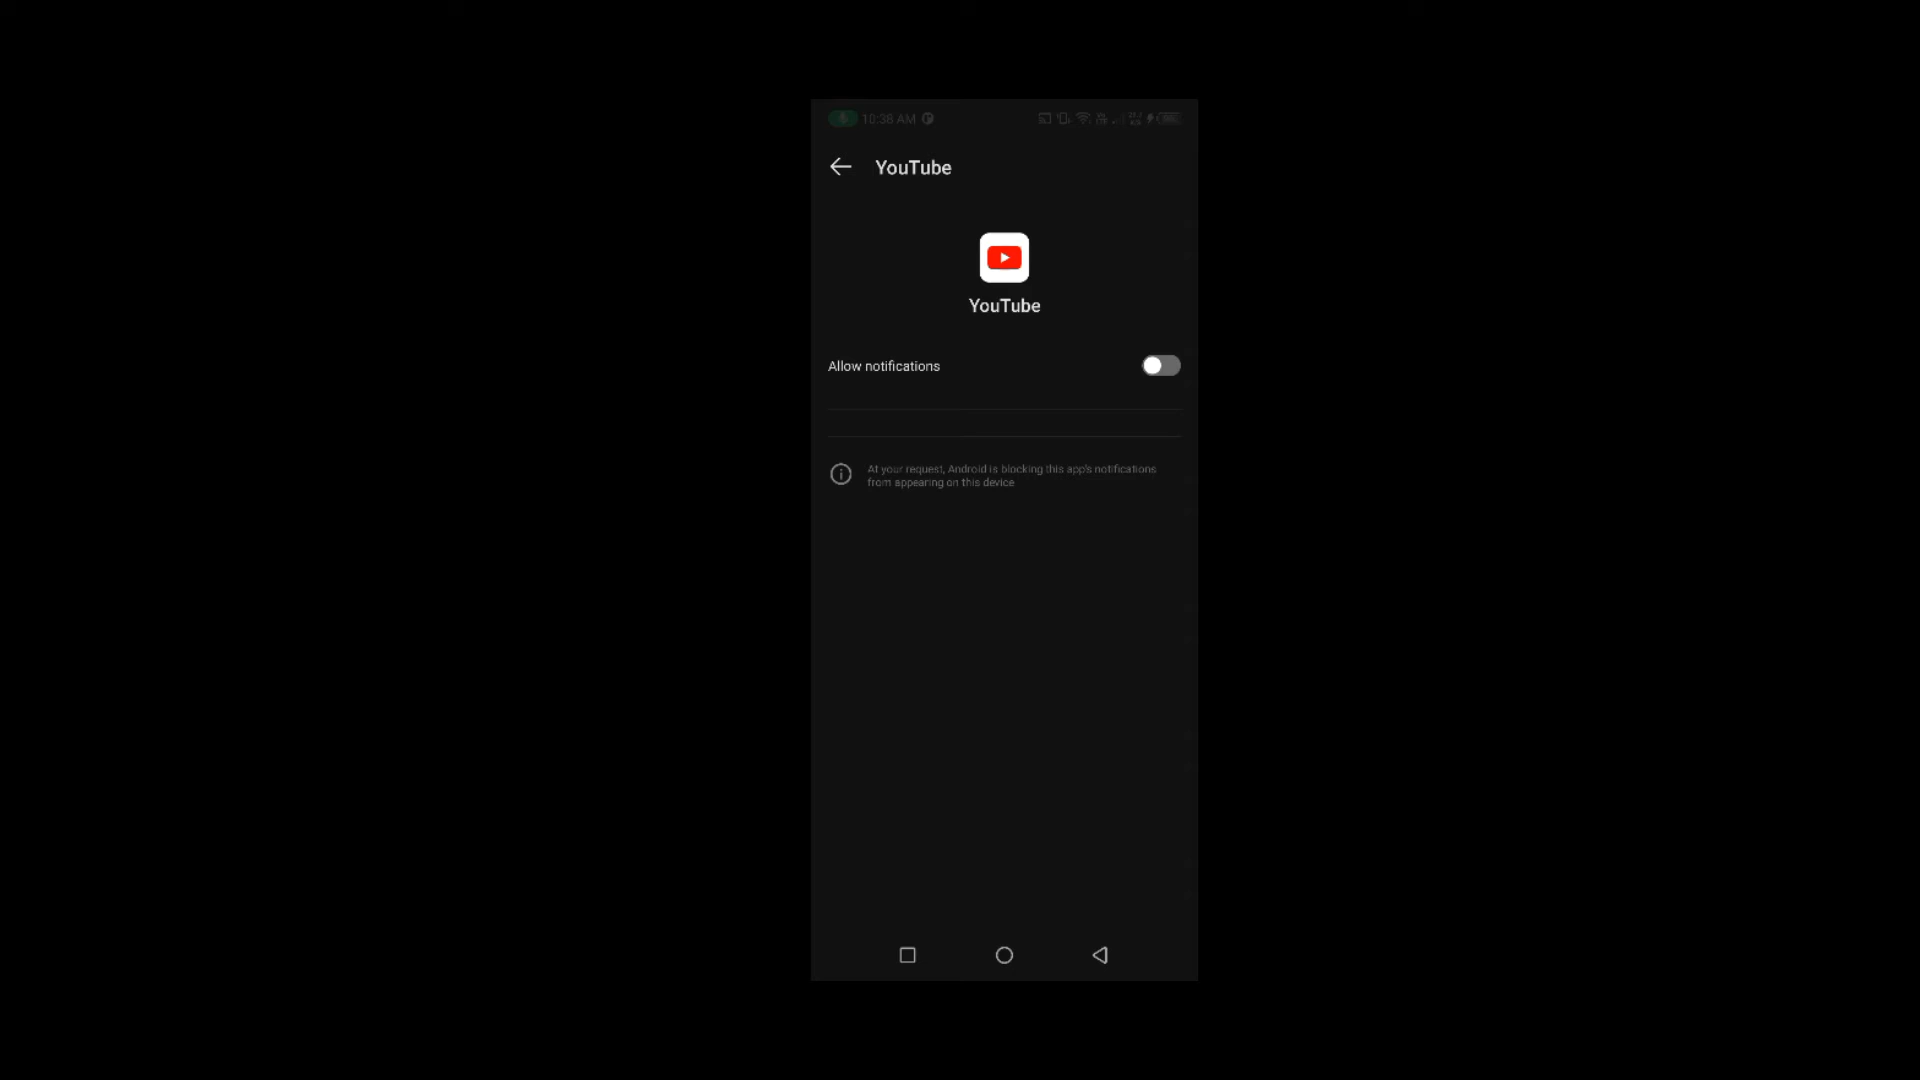 10:38 AM
YouTube
YouTube
Allow notifications
At your request, Android is blocking this app's notifications
from appearing on this device